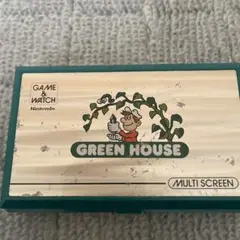 GAME &
WATCH
Nintendo
GREEN HOUSE
MULTI SCREEN